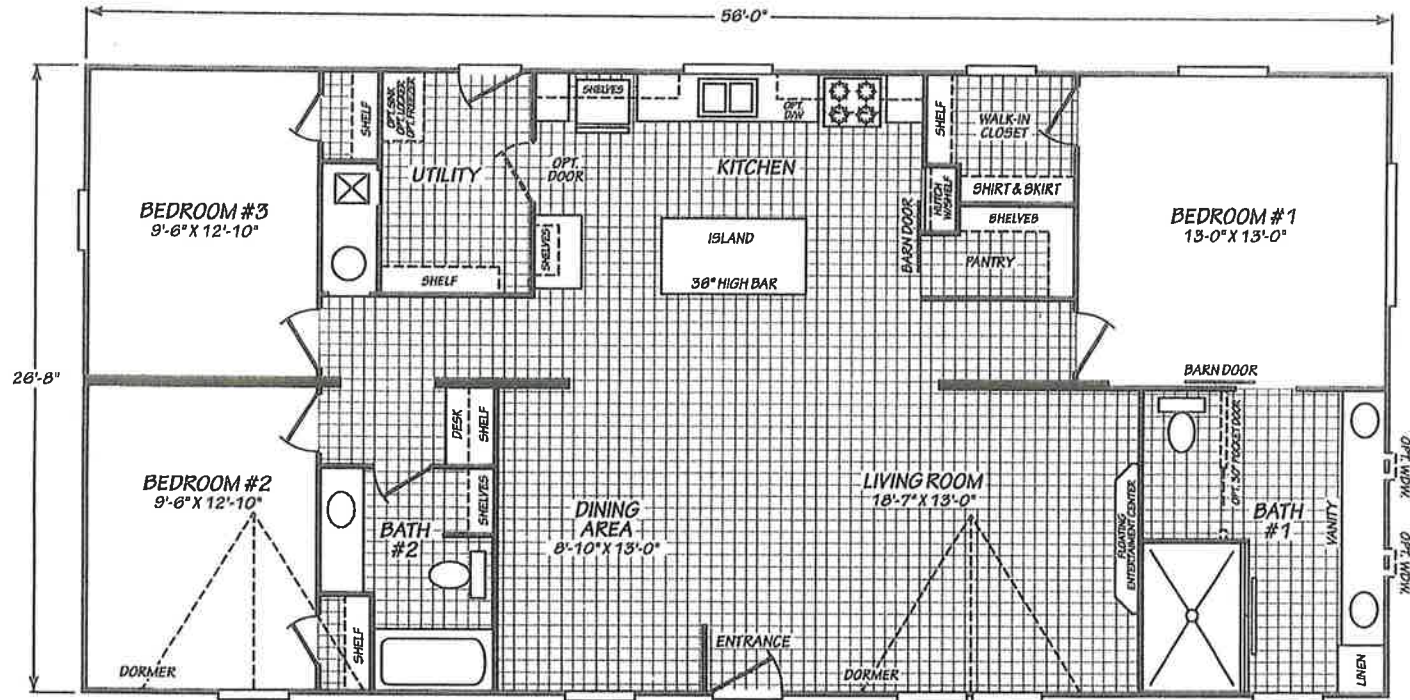 56'-0"
26'-8"
BEDROOM #3
9'-6" X 12'-10"
SHELF
OPT. SINK
OPT. LOCKER
OPT. FREEZER
UTILITY
SHELF
OPT.
DOOR
SHELVES
SHELVES
OPT.
D/W
KITCHEN
ISLAND
36" HIGH BAR
BARN DOOR
SHELF
WALK-IN
CLOSET
SHIRT & SKIRT
HUTCH
W/SHELF
SHELVES
PANTRY
BEDROOM #1
13'-0" X 13'-0"
BARN DOOR
BEDROOM #2
9'-6" X 12'-10"
DORMER
SHELF
DESK
SHELF
SHELVES
BATH
#2
DINING
AREA
8'-10" X 13'-0"
ENTRANCE
LIVING ROOM
18'-7" X 13'-0"
DORMER
FLOATING
ENTERTAIMENT CENTER
OPT. 30" POCKET DOOR
BATH
#1
VANITY
LINEN
OPT. WDW.
OPT. WDW.